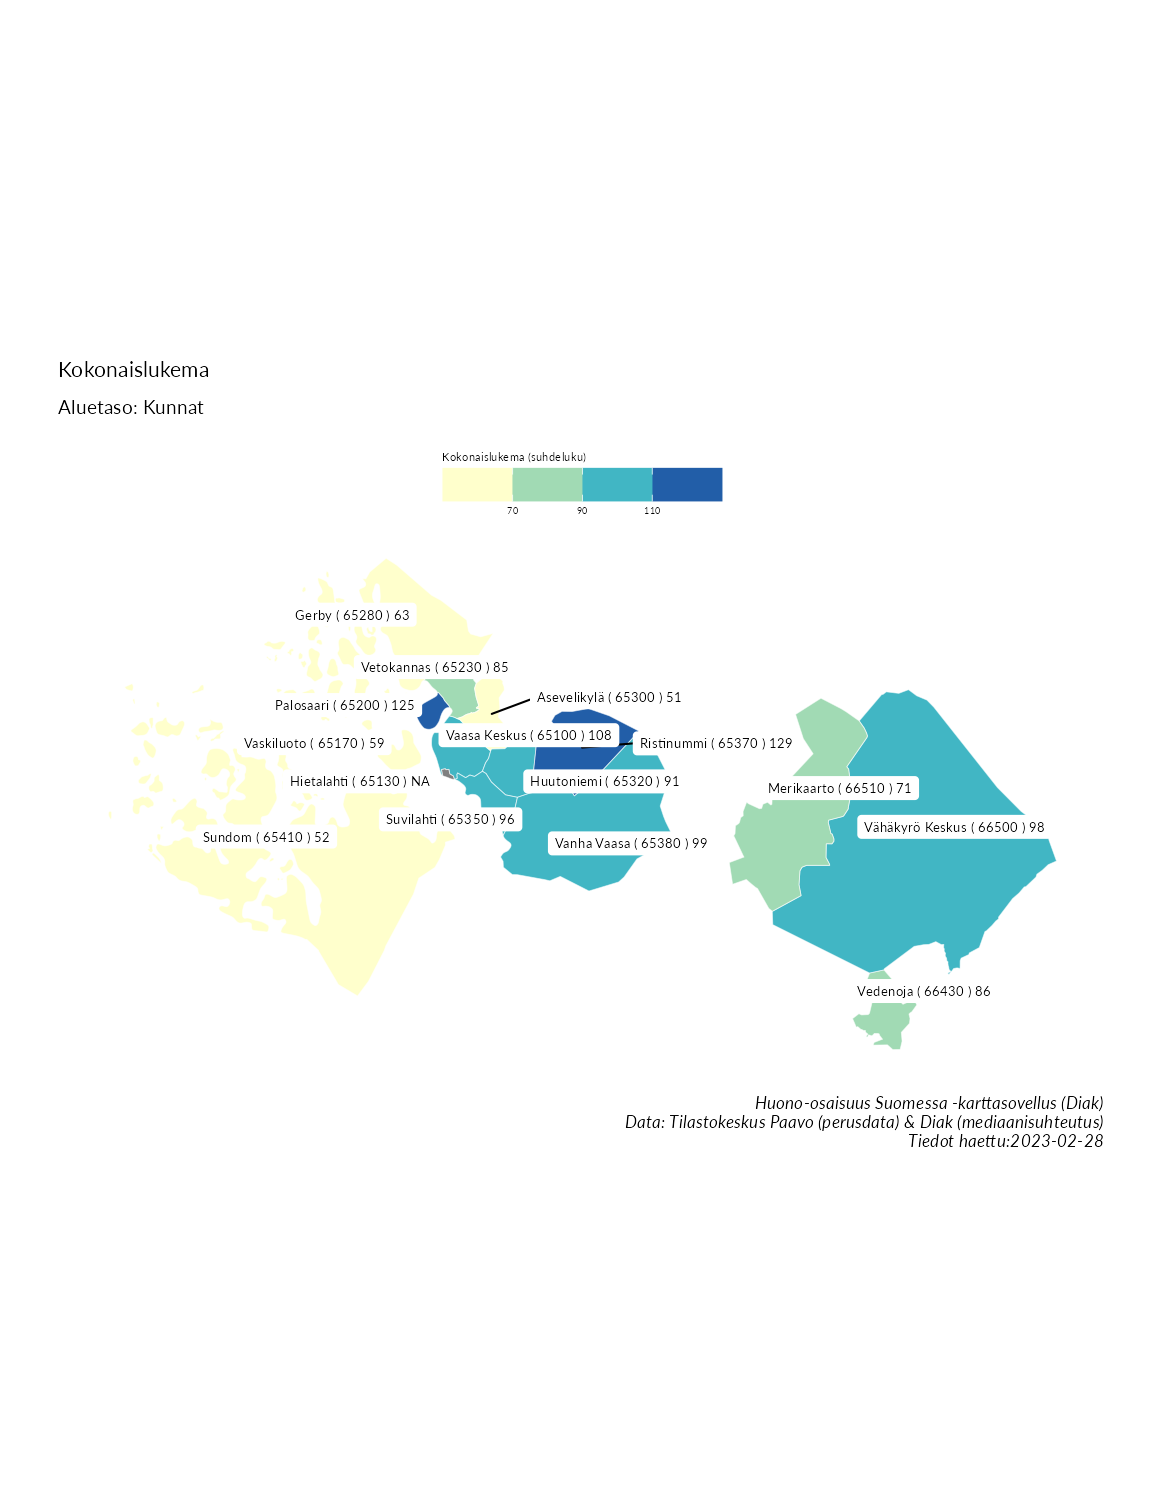 Kokonaislukema
Aluetaso: Kunnat
Kokonaislukema (suhdeluku)
70 90 110
Gerby ( 65280 ) 63
Vetokannas ( 65230 ) 85
Asevelikylä ( 65300 ) 51
Palosaari ( 65200 ) 125
Vaasa Keskus ( 65100 ) 108
Vaskiluoto ( 65170 ) 59
Ristinummi ( 65370 ) 129
Hietalahti ( 65130 ) NA
Huutoniemi ( 65320 ) 91
Merikaarto ( 66510 ) 71
Suvilahti ( 65350 ) 96
Vähäkyrö Keskus ( 66500 ) 98
Sundom ( 65410 ) 52
Vanha Vaasa ( 65380 ) 99
Vedenoja ( 66430 ) 86
Huono-osaisuus Suomessa -karttasovellus (Diak)
Data: Tilastokeskus Paavo (perusdata) & Diak (mediaanisuhteutus)
Tiedot haettu:2023-02-28